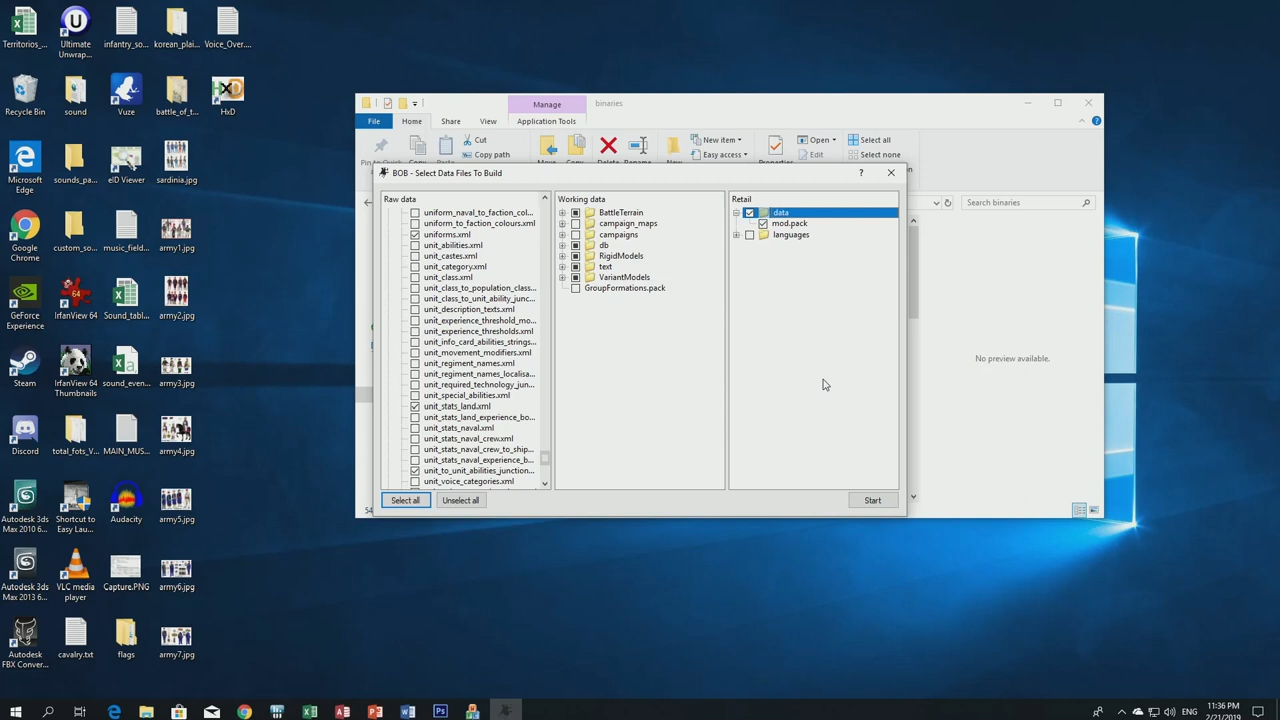 Territorios_...
Ultimate
Unwrap...
infantry_so...
korean_plai...
Voice_Over....
Recycle Bin
sound
Vuze
battle_of_t...
HxD
Microsoft
Edge
sounds_pa...
eID Viewer
sardinia.jpg
Google
Chrome
custom_so...
music_field...
army1.jpg
GeForce
Experience
IrfanView 64
Sound_tabl...
army2.jpg
Steam
IrfanView 64
Thumbnails
sound_even...
army3.jpg
Discord
total_fots_V...
MAIN_MUS...
army4.jpg
Autodesk 3ds
Max 2010 6...
Shortcut to
Easy Lau...
Audacity
army5.jpg
Autodesk 3ds
Max 2013 6...
VLC media
player
Capture.PNG
army6.jpg
Autodesk
FBX Conver...
cavalry.txt
flags
army7.jpg
Manage
binaries
File
Home
Share
View
Application Tools
Cut
Copy path
New item
Easy access
Open
Edit
Select all
Select none
Search binaries
No preview available.
BOB - Select Data Files To Build
?
Raw data
uniform_naval_to_faction_col...
uniform_to_faction_colours.xml
uniforms.xml
unit_abilities.xml
unit_castes.xml
unit_category.xml
unit_class.xml
unit_class_to_population_class...
unit_class_to_unit_ability_junc...
unit_description_texts.xml
unit_experience_threshold_mo...
unit_experience_thresholds.xml
unit_info_card_abilities_strings...
unit_movement_modifiers.xml
unit_regiment_names.xml
unit_regiment_names_localisa...
unit_required_technology_jun...
unit_special_abilities.xml
unit_stats_land.xml
unit_stats_land_experience_bo...
unit_stats_naval.xml
unit_stats_naval_crew.xml
unit_stats_naval_crew_to_ship...
unit_stats_naval_experience_b...
unit_to_unit_abilities_junction...
unit_voice_categories.xml
Working data
BattleTerrain
campaign_maps
campaigns
db
RigidModels
text
VariantModels
GroupFormations.pack
Retail
data
mod.pack
languages
Select all
Unselect all
Start
ENG
11:36 PM